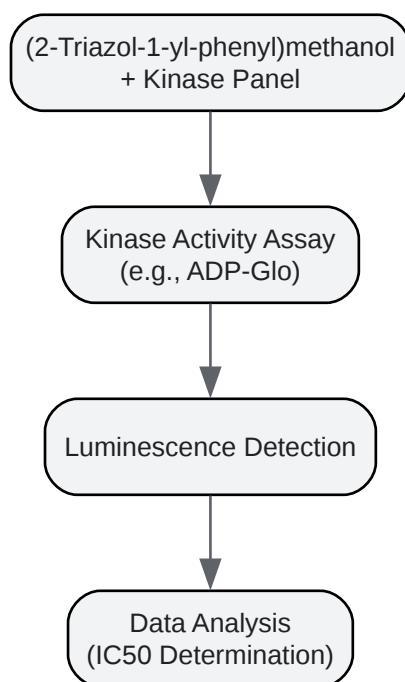 (2-Triazol-1-yl-phenyl)methanol
+ Kinase Panel
Kinase Activity Assay
(e.g., ADP-Glo)
Luminescence Detection
Data Analysis
(IC50 Determination)